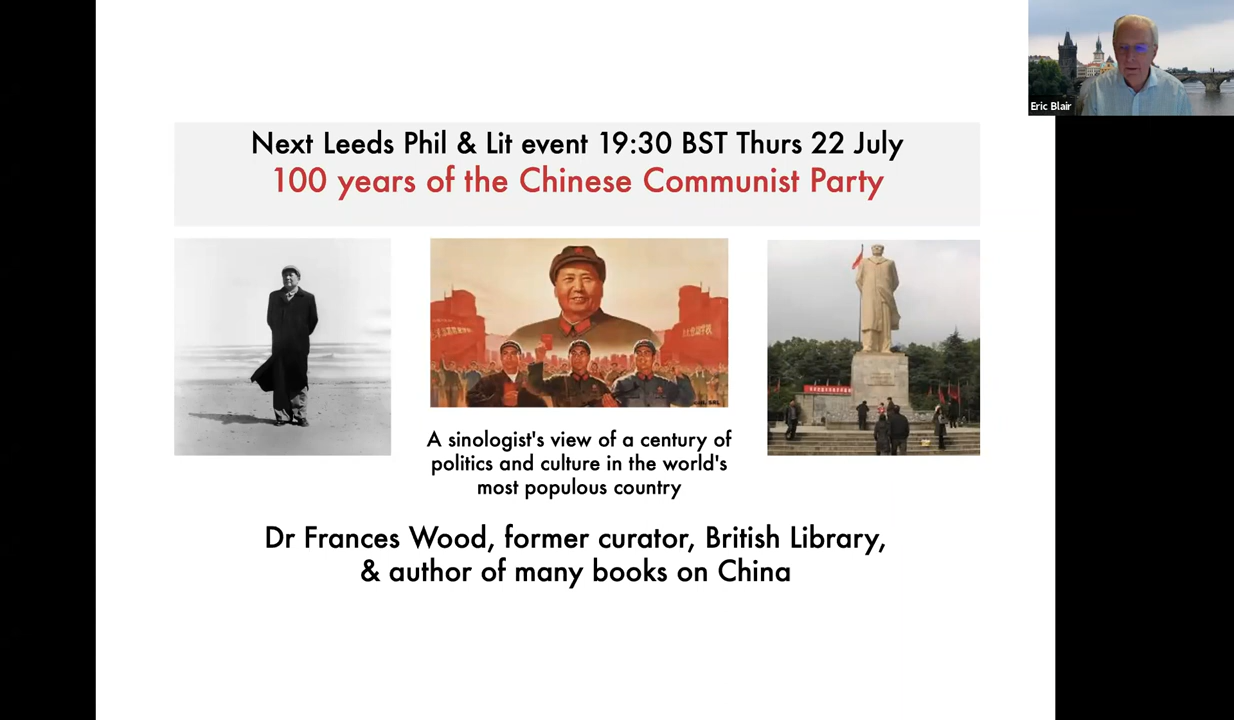 Next Leeds Phil & Lit event 19:30 BST Thurs 22 July
100 years of the Chinese Communist Party
A sinologist's view of a century of
politics and culture in the world's
most populous country
Dr Frances Wood, former curator, British Library,
& author of many books on China
Eric Blair